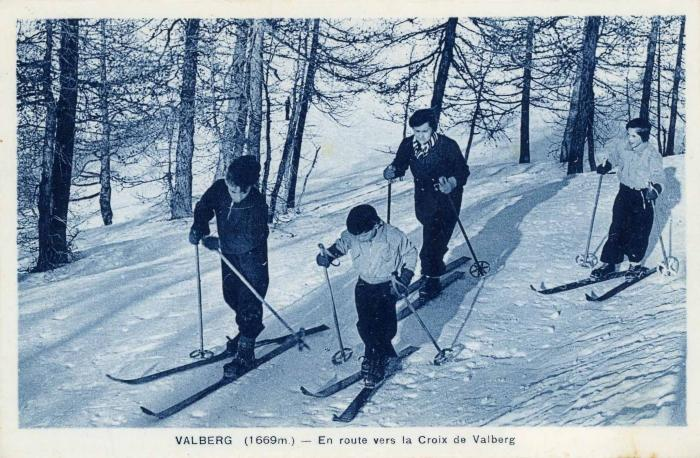 VALBERG (1669m.) — En route vers la Croix de Valberg